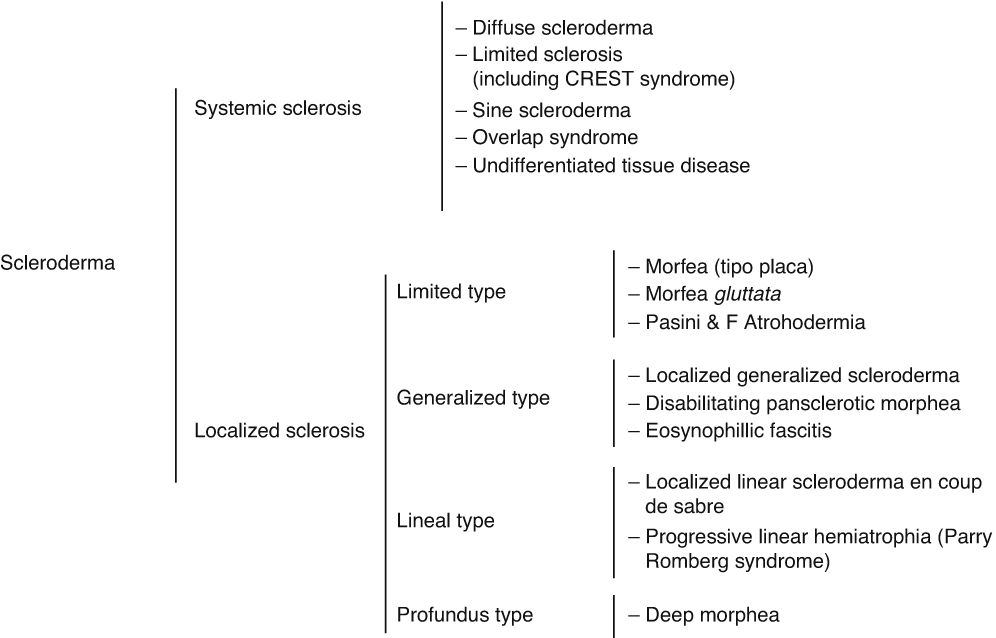 Scleroderma
Systemic sclerosis
– Diffuse scleroderma
– Limited sclerosis
(including CREST syndrome)
– Sine scleroderma
– Overlap syndrome
– Undifferentiated tissue disease
Localized sclerosis
Limited type
– Morfea (tipo placa)
– Morfea gluttata
– Pasini & F Atrohodermia
Generalized type
– Localized generalized scleroderma
– Disabilitating pansclerotic morphea
– Eosynophillic fascitis
Lineal type
– Localized linear scleroderma en coup
de sabre
– Progressive linear hemiatrophia (Parry
Romberg syndrome)
Profundus type
– Deep morphea